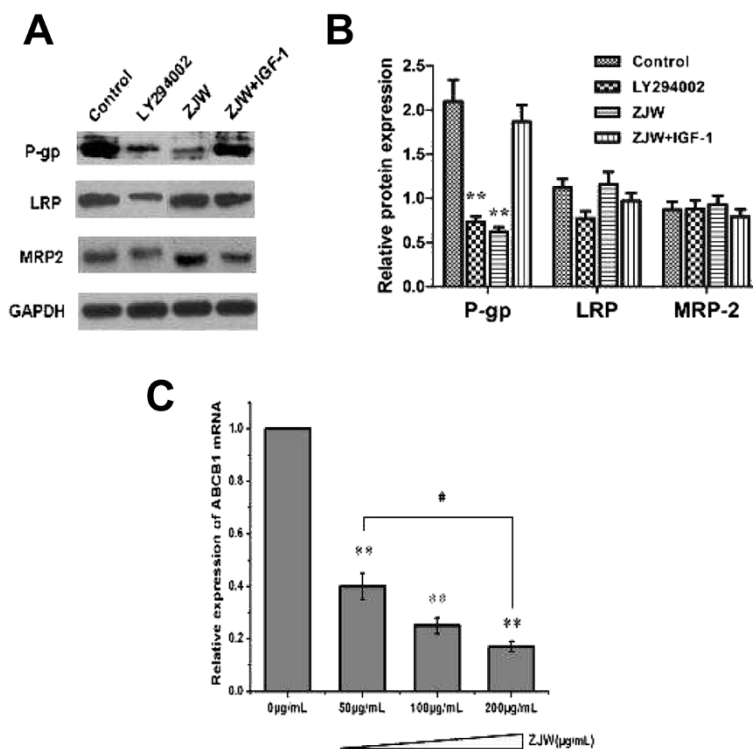 A
Control
LY294002
ZJW
ZJW+IGF-1
P-gp
LRP
MRP2
GAPDH
B
Control
LY294002
ZJW
ZJW+IGF-1
Relative protein expression
2.5
2.0
1.5
1.0
0.5
0.0
**
**
P-gp
LRP
MRP-2
C
Relative expression of ABCB1 mRNA
1.0
0.8
0.6
0.4
0.2
0.0
#
**
**
**
0μg/mL
50μg/mL
100μg/mL
200μg/mL
ZJW(μg/mL)